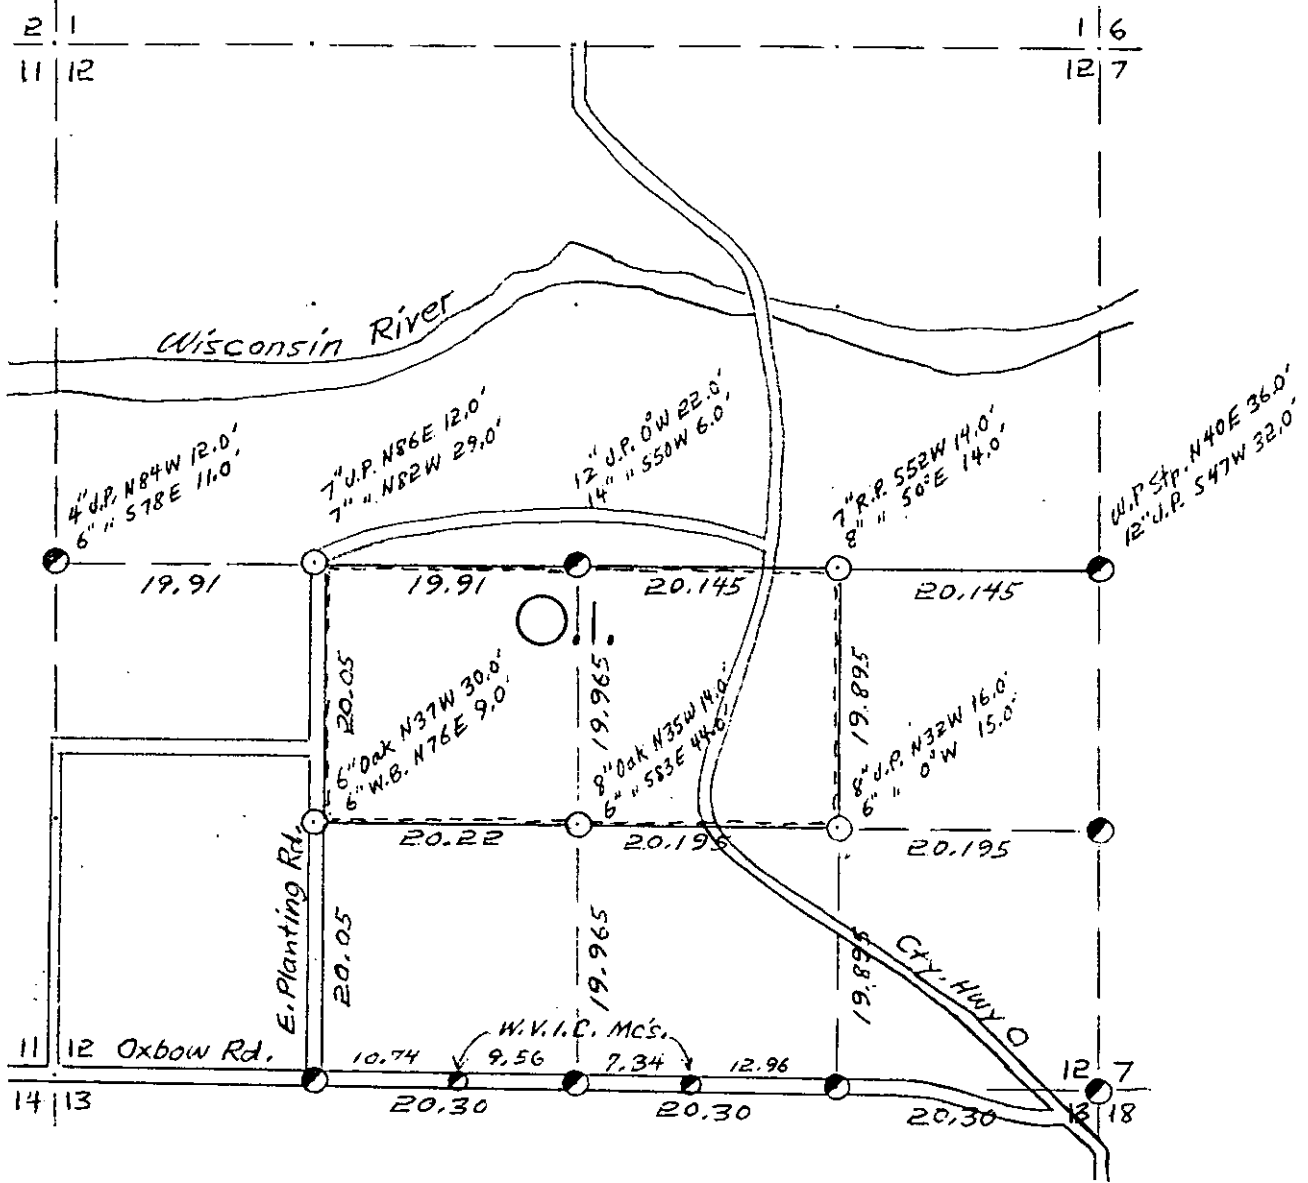 2 | 1
1 | 6
11 | 12
12 | 7
Wisconsin River
4" J.P. N84W 12.0'
6" " S78E 11.0'
7" J.P. N86E 12.0'
7" " N82W 29.0'
12" J.P. 0°W 22.0'
14" " S50W 6.0'
7" R.P. S52W 14.0'
8" " S0°E 14.0'
W.P. Stp. N40E 36.0'
12" J.P. S47W 32.0'
19.91
19.91
20.145
20.145
O.1.
20.05
19.965
19.895
6" Oak N37W 30.0'
6" W.B. N76E 9.0'
8" Oak N35W 14.0'
6" " S83E 44.0'
8" J.P. N32W 16.0'
6" " 0°W 15.0'
20.22
20.195
20.195
E. Planting Rd.
20.05
19.965
19.895
Cty. Hwy O
W.V.I.C. Mc's.
11 | 12
Oxbow Rd.
10.74
9.56
7.34
12.96
12 | 7
14 | 13
20.30
20.30
20.30
13 | 18